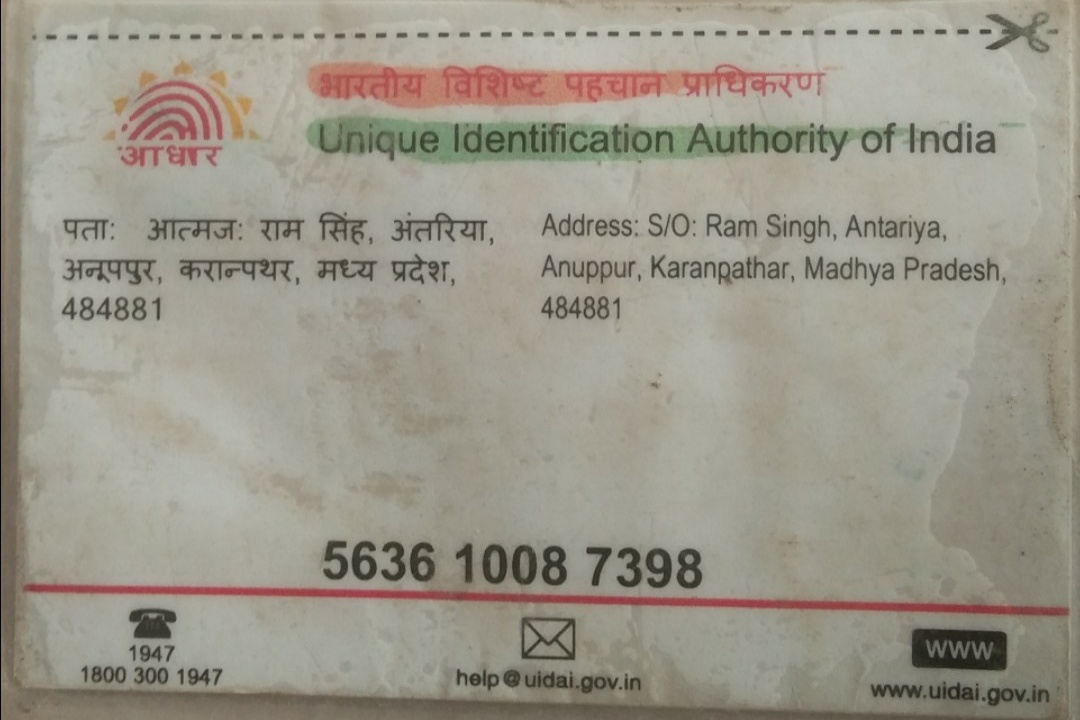 भारतीय विशिष्ट पहचान प्राधिकरण
आधार
Unique Identification Authority of India
पता: आत्मज: राम सिंह, अंतरिया,
अनूपपुर, करान्पथर, मध्य प्रदेश,
484881
Address: S/O: Ram Singh, Antariya,
Anuppur, Karanpathar, Madhya Pradesh,
484881
5636 1008 7398
1947
1800 300 1947
help@uidai.gov.in
www
www.uidai.gov.in